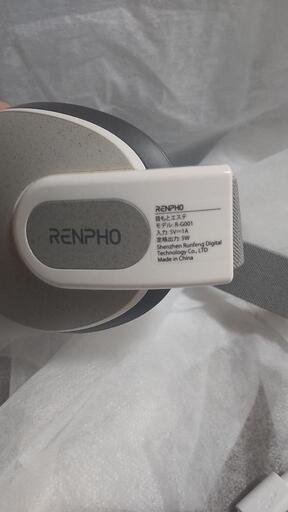 RENPHO
RENPHO
目もとエステ
モデル: R-G001
入力: 5V⎓1A
定格出力: 5W
Shenzhen Runfeng Digital
Technology Co., LTD
Made in China